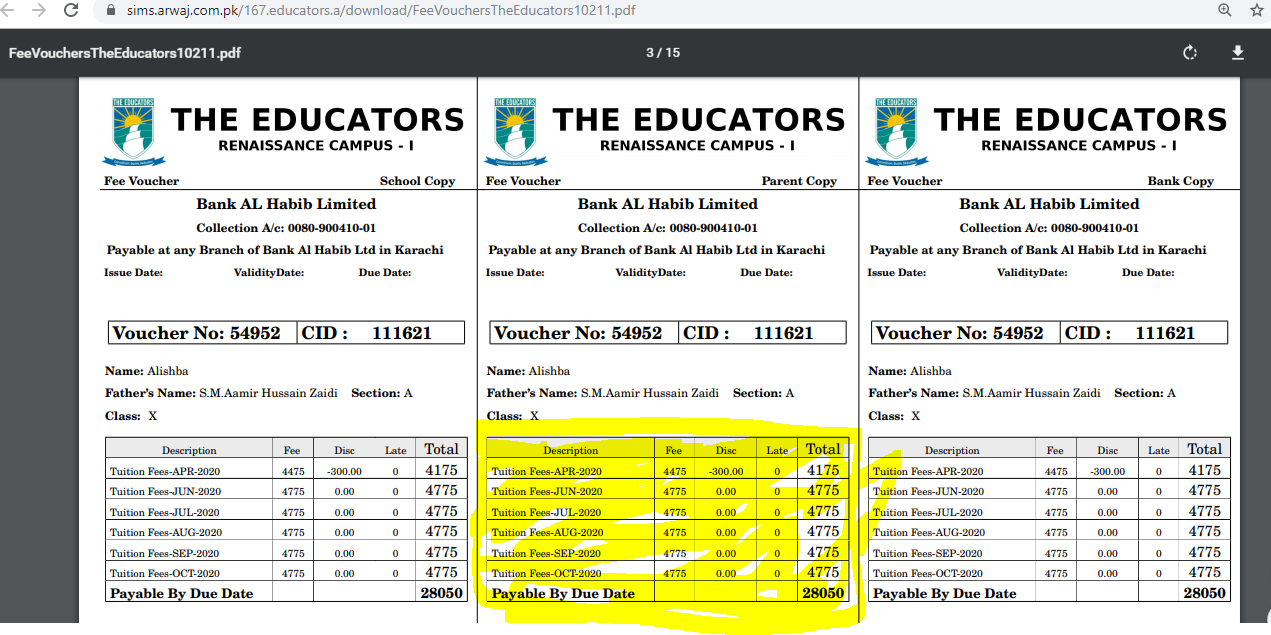 sims.arwaj.com.pk/167.educators.a/download/FeeVouchersTheEducators10211.pdf
FeeVouchersTheEducators10211.pdf 3 / 15
THE EDUCATORS
THE EDUCATORS
RENAISSANCE CAMPUS - I
Fee Voucher School Copy
Bank AL Habib Limited
Collection A/c: 0080-900410-01
Payable at any Branch of Bank Al Habib Ltd in Karachi
Issue Date: ValidityDate: Due Date:
Voucher No: 54952 CID : 111621
Name: Alishba
Father's Name: S.M.Aamir Hussain Zaidi Section: A
Class: X
Description Fee Disc Late Total
Tuition Fees-APR-2020 4475 -300.00 0 4175
Tuition Fees-JUN-2020 4775 0.00 0 4775
Tuition Fees-JUL-2020 4775 0.00 0 4775
Tuition Fees-AUG-2020 4775 0.00 0 4775
Tuition Fees-SEP-2020 4775 0.00 0 4775
Tuition Fees-OCT-2020 4775 0.00 0 4775
Payable By Due Date 28050
THE EDUCATORS
THE EDUCATORS
RENAISSANCE CAMPUS - I
Fee Voucher Parent Copy
Bank AL Habib Limited
Collection A/c: 0080-900410-01
Payable at any Branch of Bank Al Habib Ltd in Karachi
Issue Date: ValidityDate: Due Date:
Voucher No: 54952 CID : 111621
Name: Alishba
Father's Name: S.M.Aamir Hussain Zaidi Section: A
Class: X
Description Fee Disc Late Total
Tuition Fees-APR-2020 4475 -300.00 0 4175
Tuition Fees-JUN-2020 4775 0.00 0 4775
Tuition Fees-JUL-2020 4775 0.00 0 4775
Tuition Fees-AUG-2020 4775 0.00 0 4775
Tuition Fees-SEP-2020 4775 0.00 0 4775
Tuition Fees-OCT-2020 4775 0.00 0 4775
Payable By Due Date 28050
THE EDUCATORS
THE EDUCATORS
RENAISSANCE CAMPUS - I
Fee Voucher Bank Copy
Bank AL Habib Limited
Collection A/c: 0080-900410-01
Payable at any Branch of Bank Al Habib Ltd in Karachi
Issue Date: ValidityDate: Due Date:
Voucher No: 54952 CID : 111621
Name: Alishba
Father's Name: S.M.Aamir Hussain Zaidi Section: A
Class: X
Description Fee Disc Late Total
Tuition Fees-APR-2020 4475 -300.00 0 4175
Tuition Fees-JUN-2020 4775 0.00 0 4775
Tuition Fees-JUL-2020 4775 0.00 0 4775
Tuition Fees-AUG-2020 4775 0.00 0 4775
Tuition Fees-SEP-2020 4775 0.00 0 4775
Tuition Fees-OCT-2020 4775 0.00 0 4775
Payable By Due Date 28050